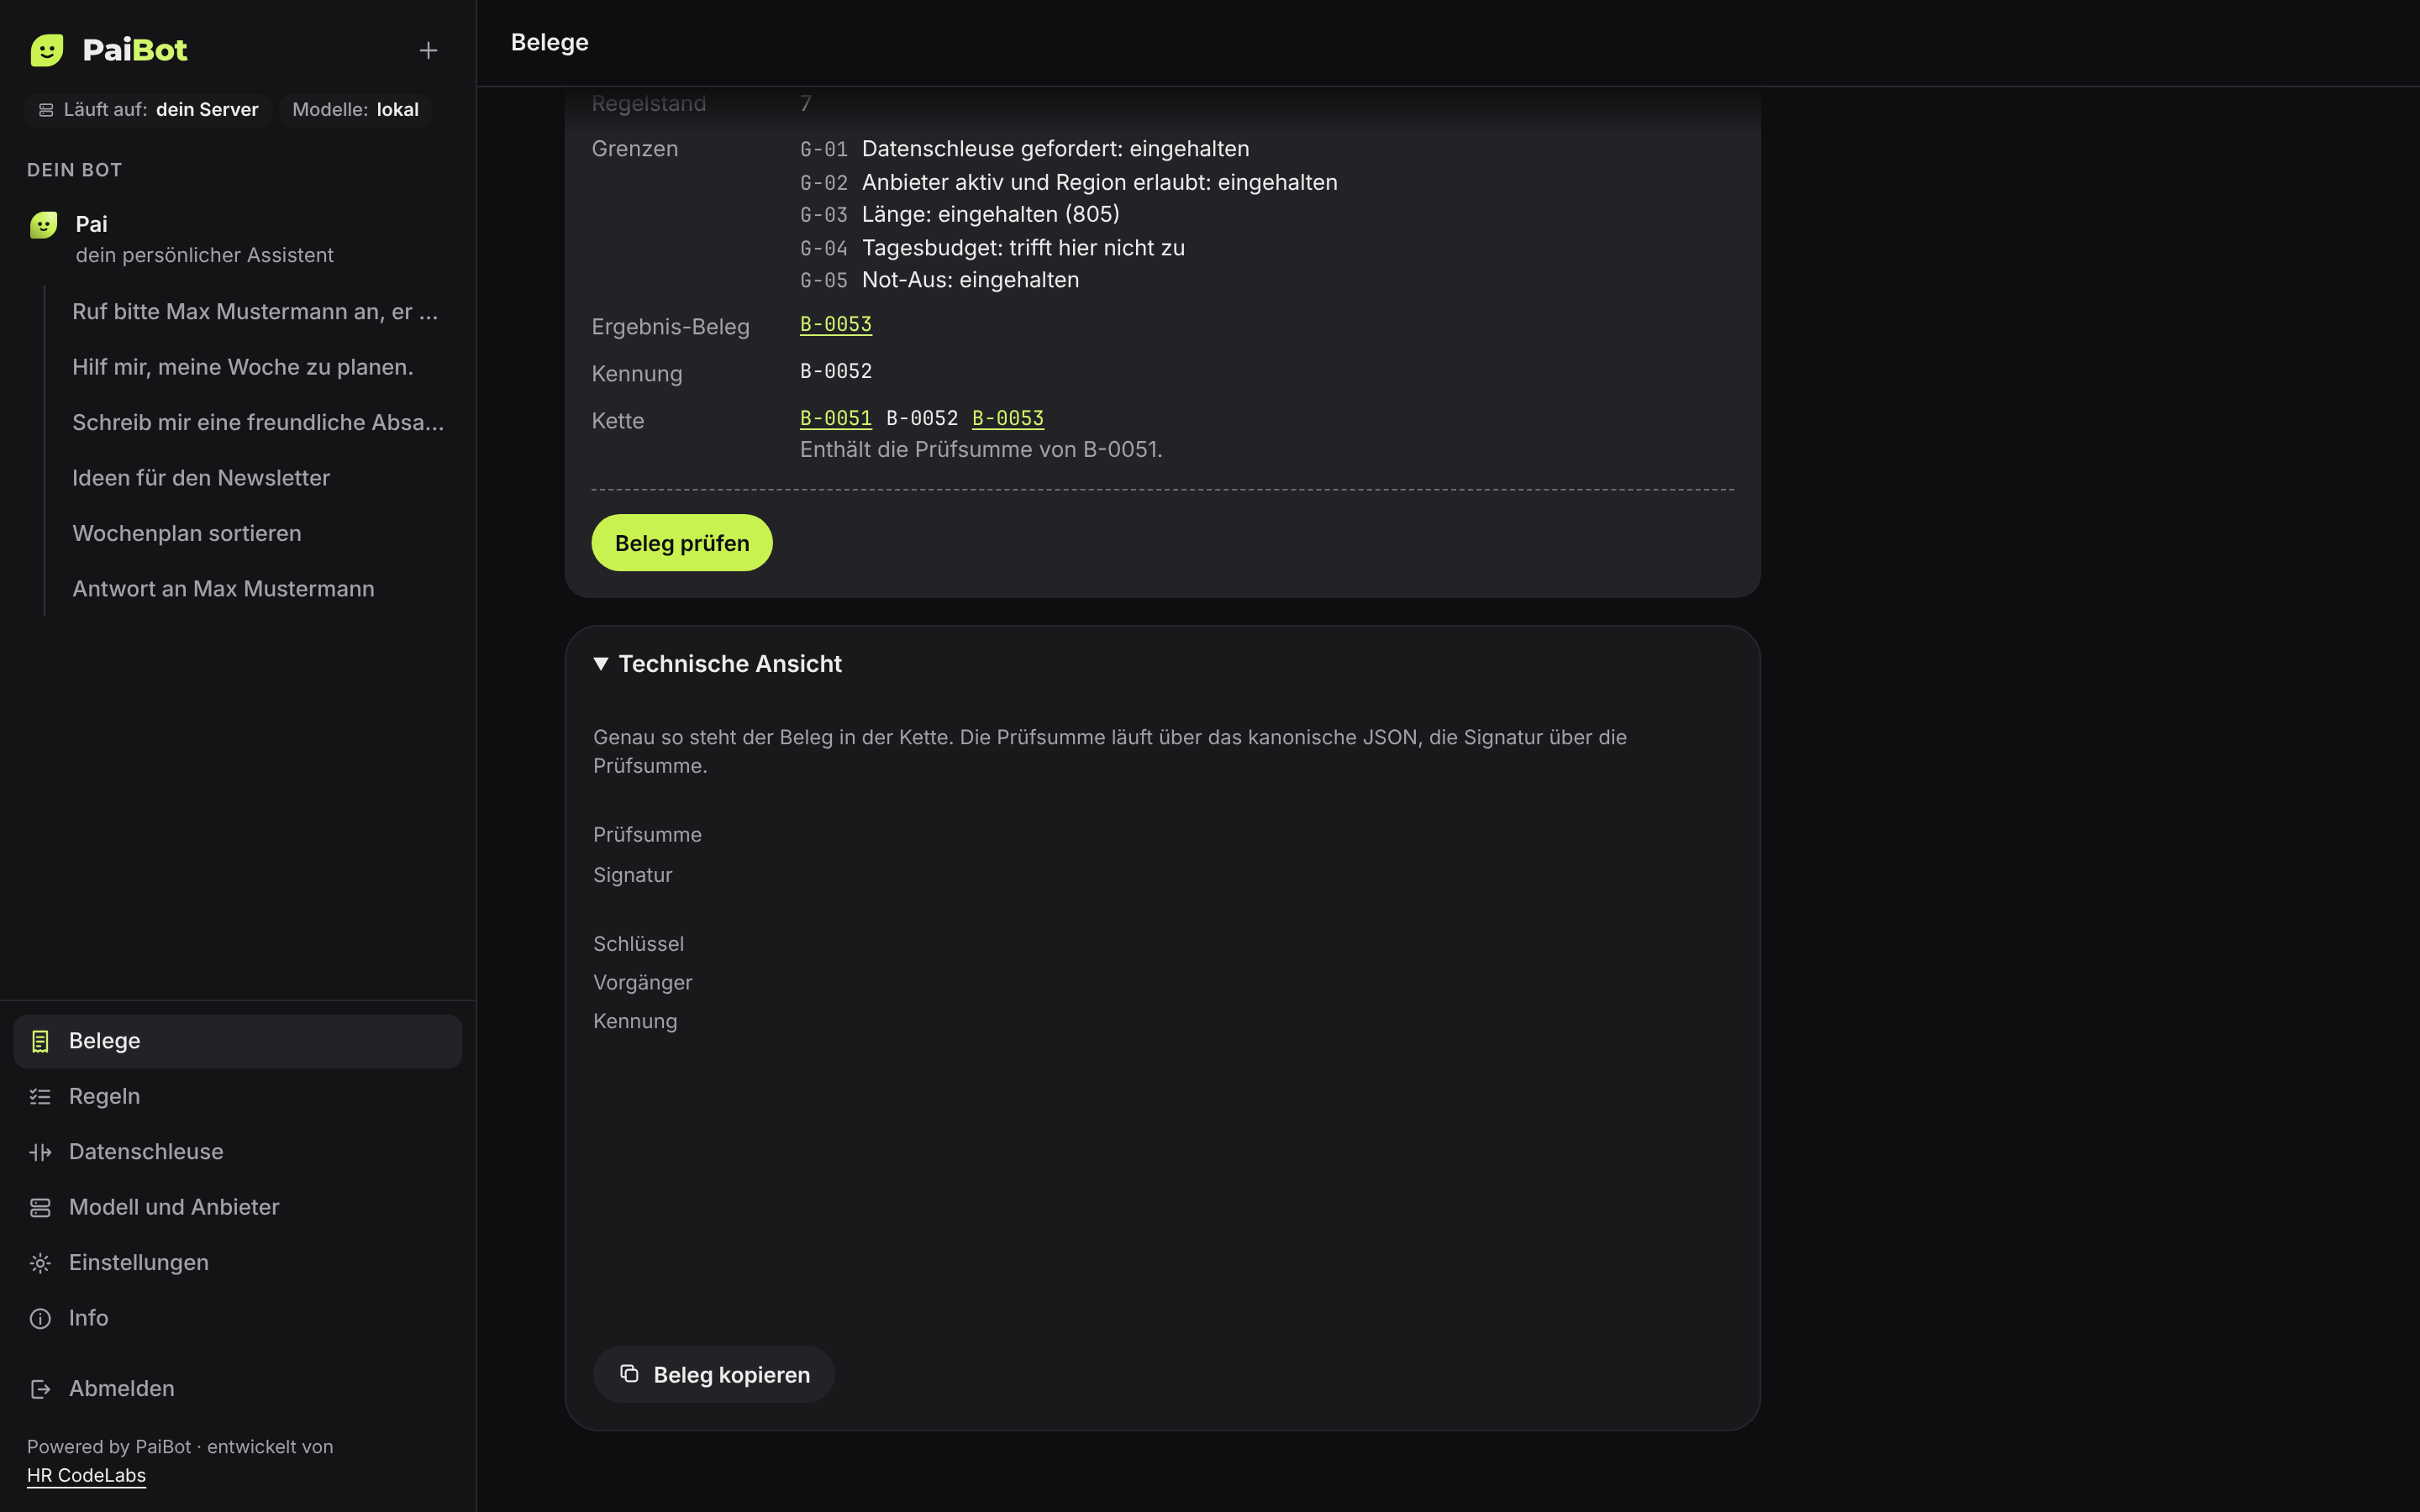 PaiBot
Läuft auf: dein Server
Modelle: lokal
DEIN BOT
Pai
dein persönlicher Assistent
Ruf bitte Max Mustermann an, er ...
Hilf mir, meine Woche zu planen.
Schreib mir eine freundliche Absa...
Ideen für den Newsletter
Wochenplan sortieren
Antwort an Max Mustermann
Belege
Regeln
Datenschleuse
Modell und Anbieter
Einstellungen
Info
Abmelden
Powered by PaiBot · entwickelt von
HR CodeLabs
Belege
Regelstand 7
Grenzen G-01 Datenschleuse gefordert: eingehalten
G-02 Anbieter aktiv und Region erlaubt: eingehalten
G-03 Länge: eingehalten (805)
G-04 Tagesbudget: trifft hier nicht zu
G-05 Not-Aus: eingehalten
Ergebnis-Beleg B-0053
Kennung B-0052
Kette B-0051 B-0052 B-0053
Enthält die Prüfsumme von B-0051.
Beleg prüfen
Technische Ansicht
Genau so steht der Beleg in der Kette. Die Prüfsumme läuft über das kanonische JSON, die Signatur über die
Prüfsumme.
Prüfsumme
Signatur
Schlüssel
Vorgänger
Kennung
Beleg kopieren